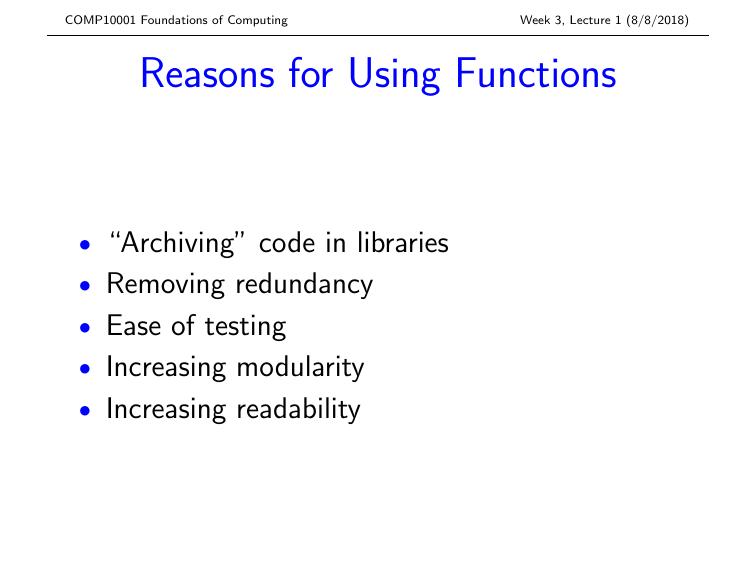 COMP10001 Foundations of Computing
Week 3, Lecture 1 (8/8/2018)
Reasons for Using Functions
• “Archiving” code in libraries
• Removing redundancy
• Ease of testing
• Increasing modularity
• Increasing readability